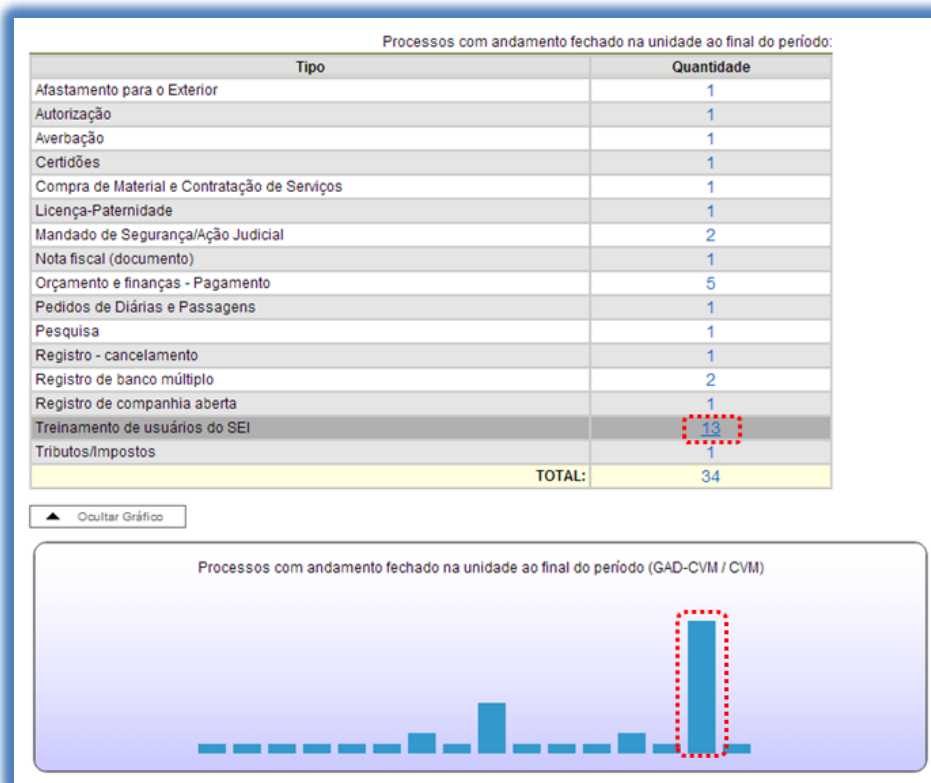 Processos com andamento fechado na unidade ao final do período:
Tipo Quantidade
Afastamento para o Exterior 1
Autorização 1
Averbação 1
Certidões 1
Compra de Material e Contratação de Serviços 1
Licença-Paternidade 1
Mandado de Segurança/Ação Judicial 2
Nota fiscal (documento) 1
Orçamento e finanças - Pagamento 5
Pedidos de Diárias e Passagens 1
Pesquisa 1
Registro - cancelamento 1
Registro de banco múltiplo 2
Registro de companhia aberta 1
Treinamento de usuários do SEI 13
Tributos/Impostos 1
TOTAL: 34
Ocultar Gráfico
Processos com andamento fechado na unidade ao final do período (GAD-CVM / CVM)